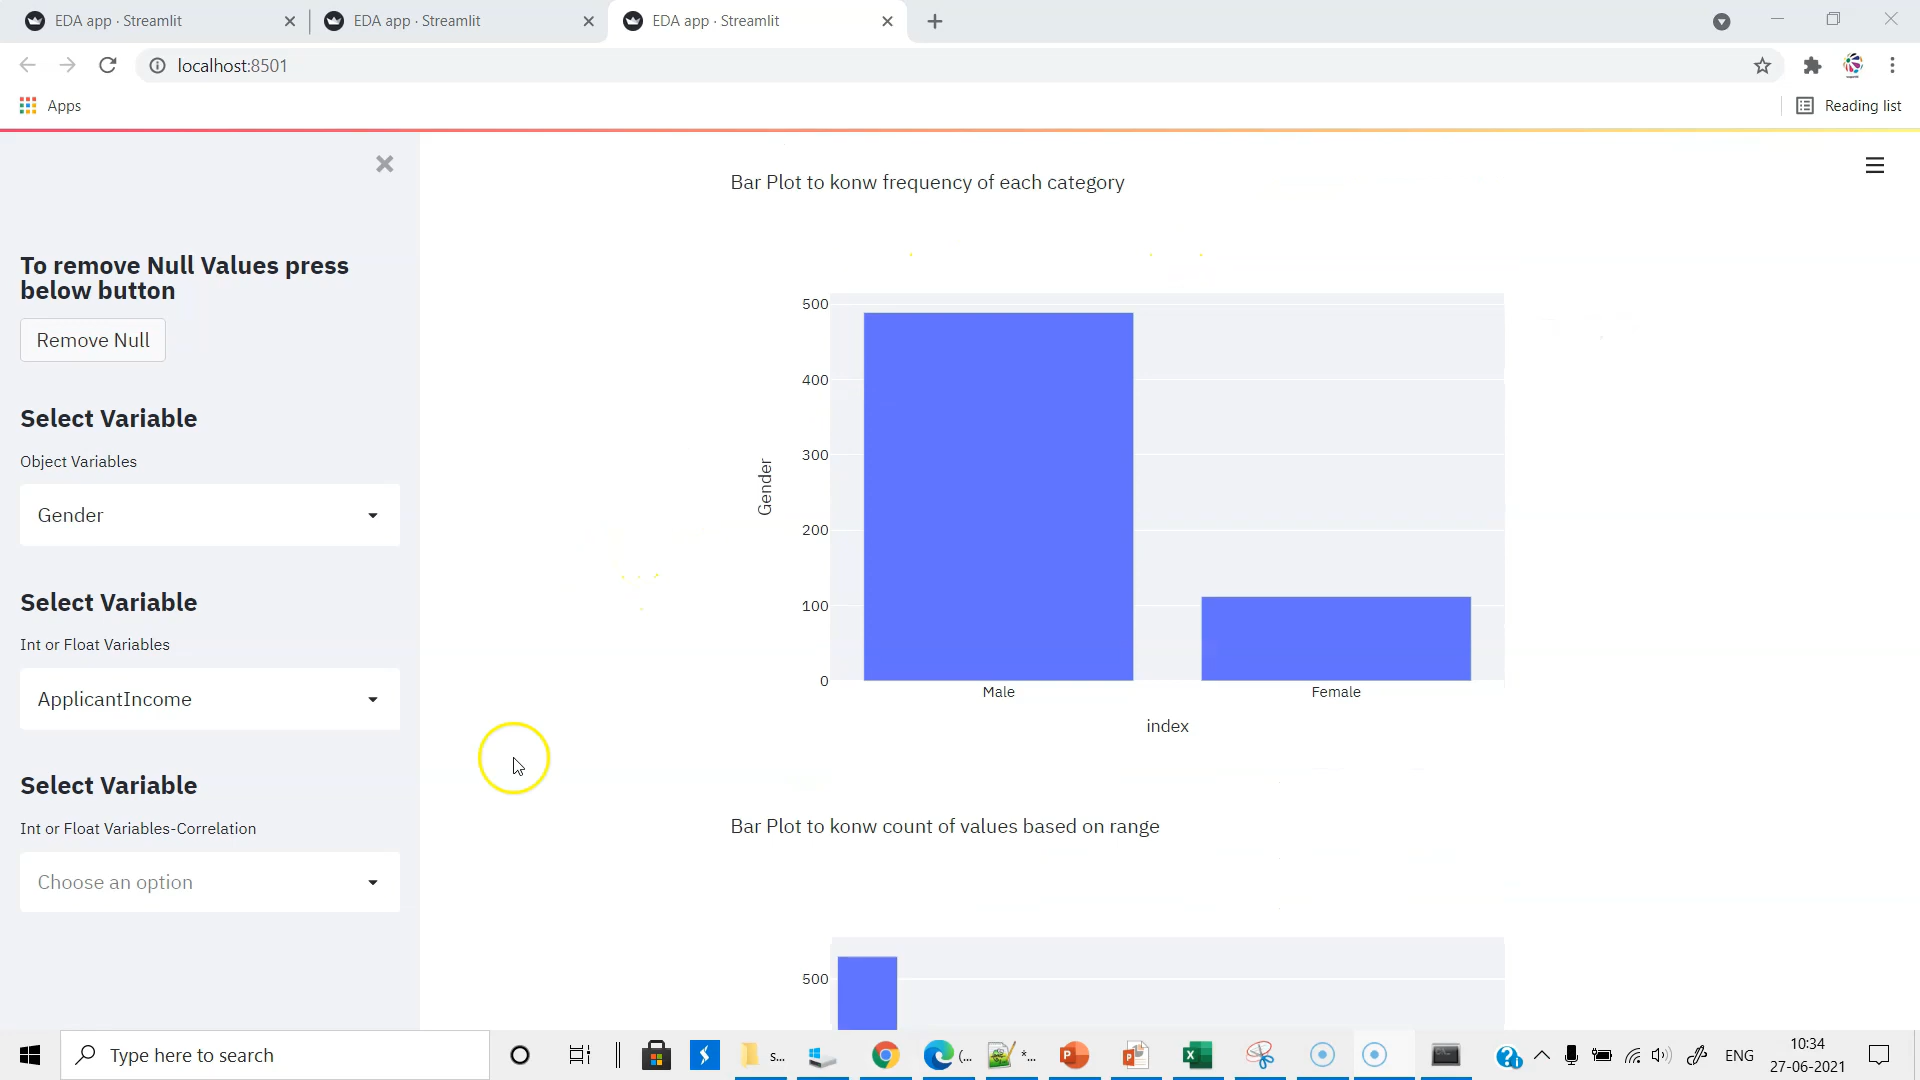 EDA app · Streamlit
EDA app · Streamlit
EDA app · Streamlit
localhost:8501
Apps
Reading list
To remove Null Values press
below button
Remove Null
Select Variable
Object Variables
Gender
Select Variable
Int or Float Variables
ApplicantIncome
Select Variable
Int or Float Variables-Correlation
Choose an option
Bar Plot to konw frequency of each category
500
400
300
200
100
0
Gender
Male
Female
index
Bar Plot to konw count of values based on range
500
Type here to search
s...
(...
*...
ENG
10:34
27-06-2021